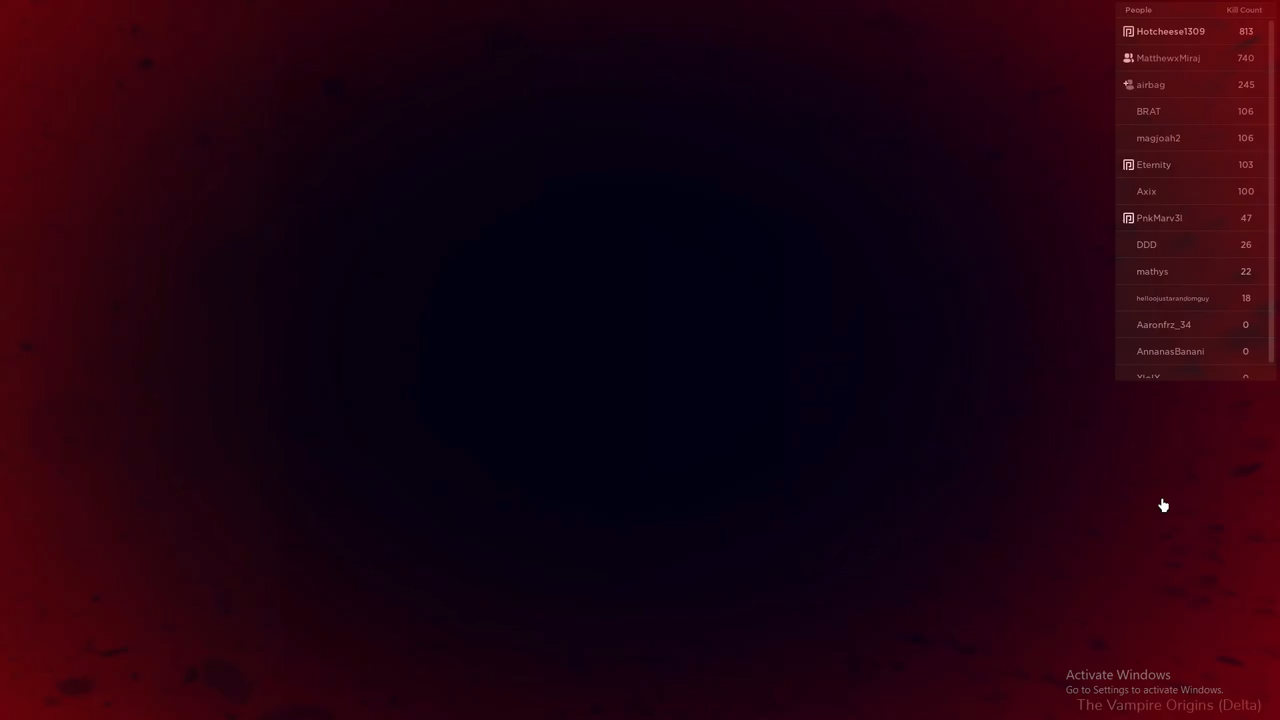 People Kill Count
Hotcheese1309 813
MatthewxMiraj 740
airbag 245
BRAT 106
magjoah2 106
Eternity 103
Axix 100
PnkMarv3l 47
DDD 26
mathys 22
helloojustarandomguy 18
Aaronfrz_34 0
AnnanasBanani 0
Activate Windows
Go to Settings to activate Windows.
The Vampire Origins (Delta)